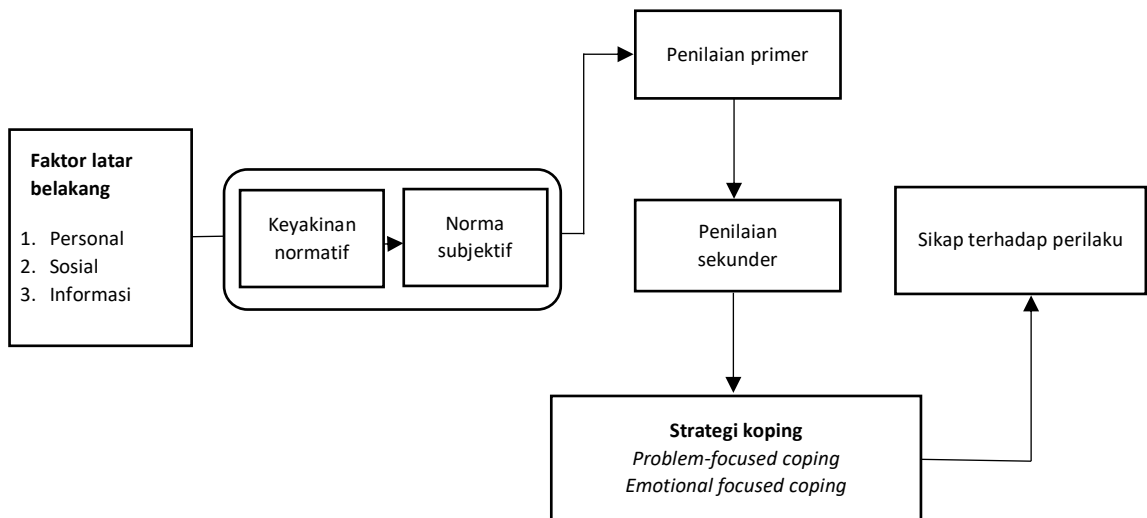 Faktor latar
belakang
1. Personal
2. Sosial
3. Informasi
Keyakinan
normatif
Norma
subjektif
Penilaian primer
Penilaian
sekunder
Strategi koping
Problem-focused coping
Emotional focused coping
Sikap terhadap perilaku